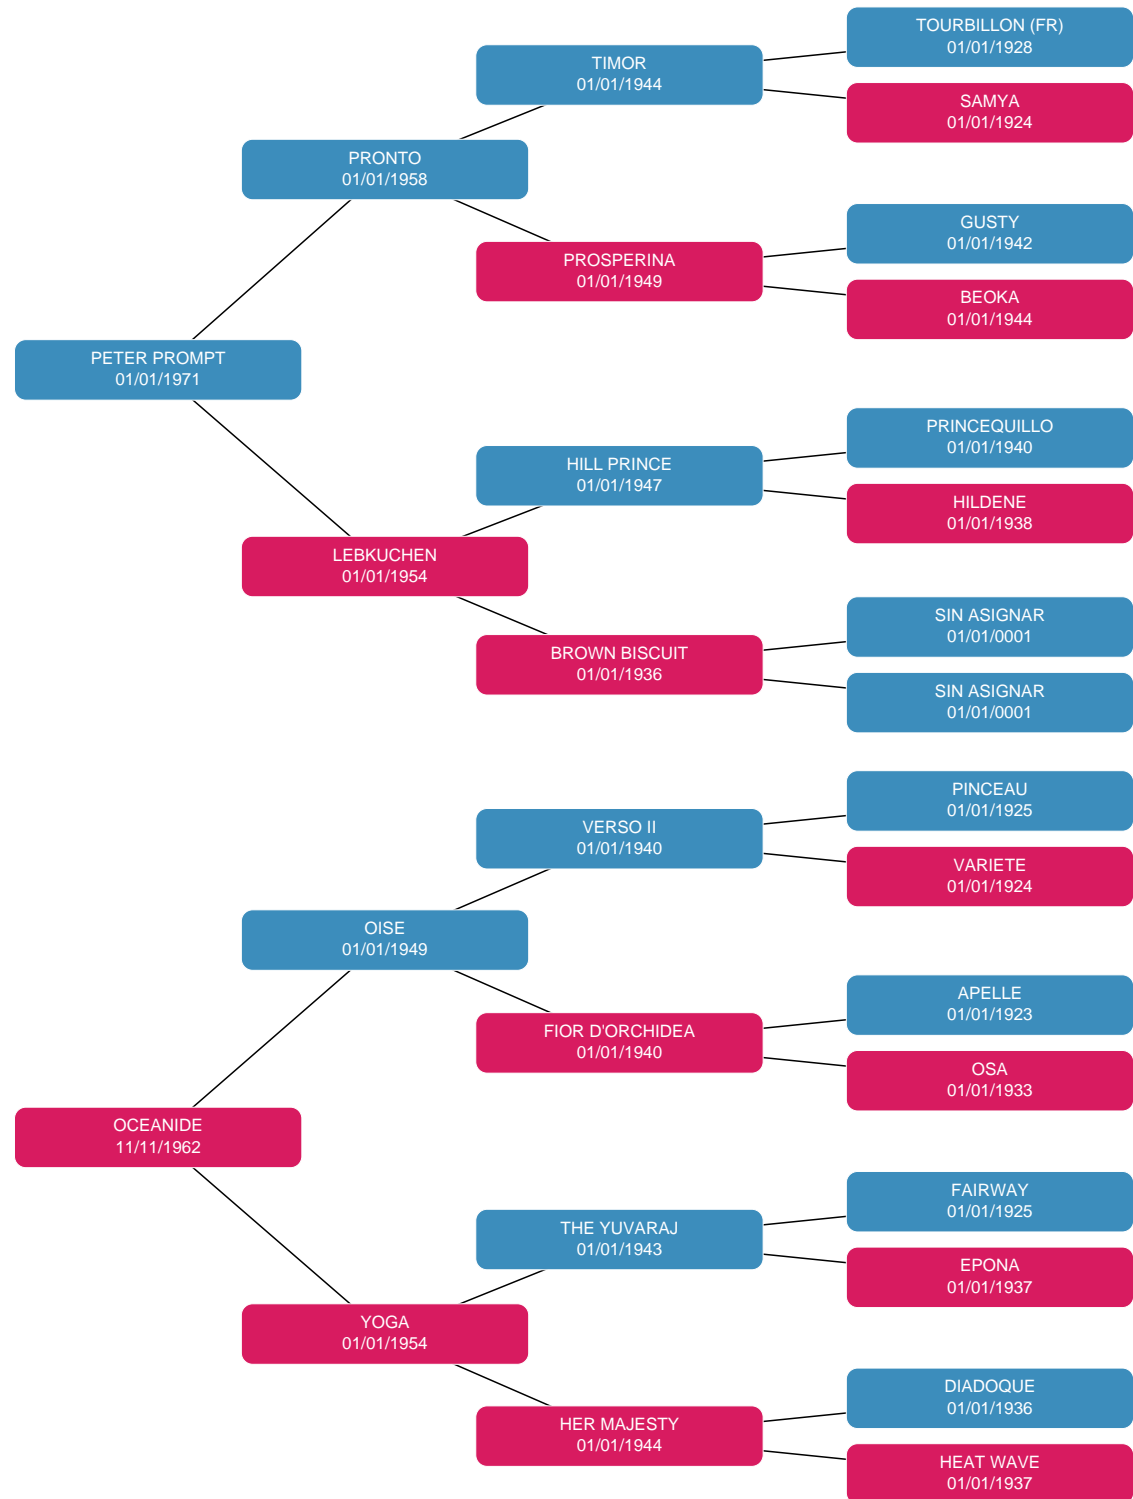 TOURBILLON (FR)
01/01/1928
TIMOR
01/01/1944
SAMYA
01/01/1924
PRONTO
01/01/1958
GUSTY
01/01/1942
PROSPERINA
01/01/1949
BEOKA
01/01/1944
PETER PROMPT
01/01/1971
PRINCEQUILLO
01/01/1940
HILL PRINCE
01/01/1947
HILDENE
01/01/1938
LEBKUCHEN
01/01/1954
SIN ASIGNAR
01/01/0001
BROWN BISCUIT
01/01/1936
SIN ASIGNAR
01/01/0001
PINCEAU
01/01/1925
VERSO II
01/01/1940
VARIETE
01/01/1924
OISE
01/01/1949
APELLE
01/01/1923
FIOR D'ORCHIDEA
01/01/1940
OSA
01/01/1933
OCEANIDE
11/11/1962
FAIRWAY
01/01/1925
THE YUVARAJ
01/01/1943
EPONA
01/01/1937
YOGA
01/01/1954
DIADOQUE
01/01/1936
HER MAJESTY
01/01/1944
HEAT WAVE
01/01/1937